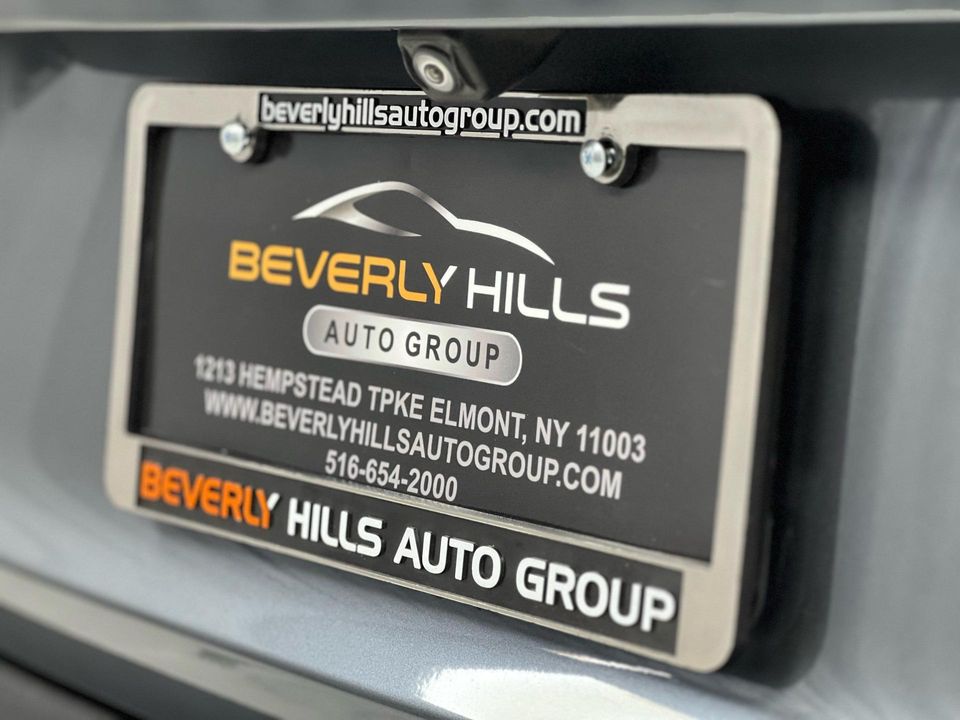 beverlyhillsautogroup.com
BEVERLY HILLS
AUTO GROUP
1213 HEMPSTEAD TPKE ELMONT, NY 11003
WWW.BEVERLYHILLSAUTOGROUP.COM
516-654-2000
BEVERLY HILLS AUTO GROUP